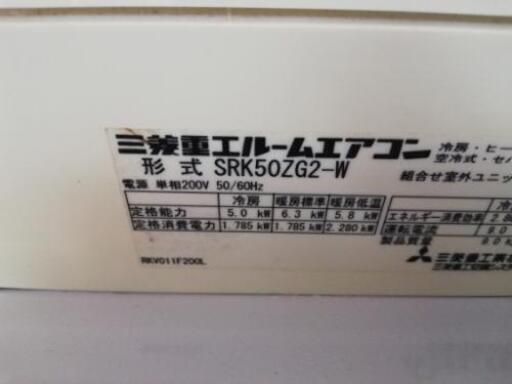 三菱重工ルームエアコン 冷房・ヒー
形式 SRK50ZG2-W 空冷式・セパ
電源 単相200V 50/60Hz 組合せ室外ユニッ
冷房 暖房標準 暖房低温
定格能力 5.0 kW 6.3 kW 5.8 kW エネルギー消費効率
定格消費電力 1.785 kW 1.785 kW 2.280 kW 運転電流
製品質量
RKV011F200L
三菱重工